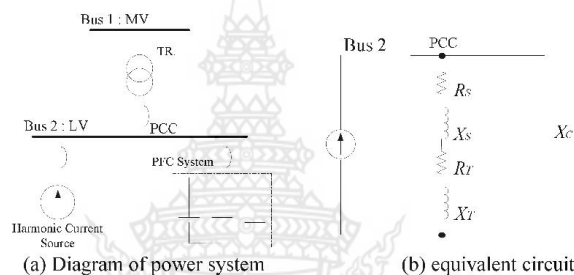 Bus 1 : MV
TR.
Bus 2 : LV
PCC
PFC System
Harmonic Current
Source
(a) Diagram of power system
Bus 2
PCC
RS
XS
RT
XT
XC
(b) equivalent circuit